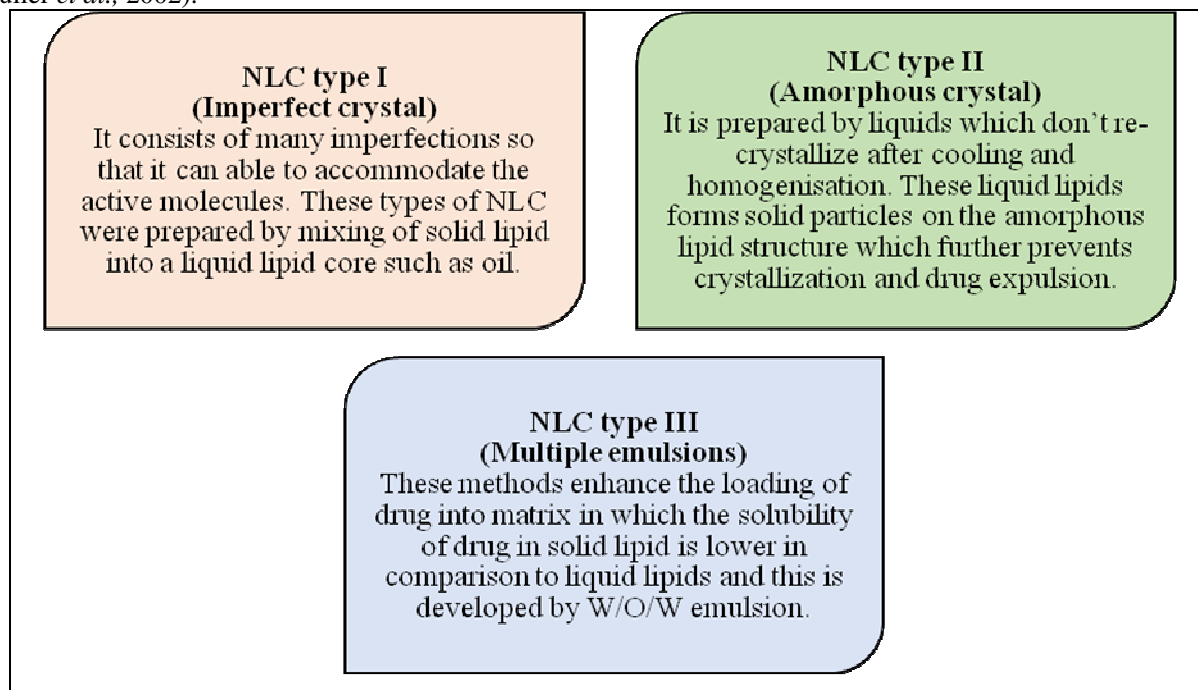 et al., 2002).
NLC type I
(Imperfect crystal)
It consists of many imperfections so
that it can able to accommodate the
active molecules. These types of NLC
were prepared by mixing of solid lipid
into a liquid lipid core such as oil.
NLC type II
(Amorphous crystal)
It is prepared by liquids which don’t re-
crystallize after cooling and
homogenisation. These liquid lipids
forms solid particles on the amorphous
lipid structure which further prevents
crystallization and drug expulsion.
NLC type III
(Multiple emulsions)
These methods enhance the loading of
drug into matrix in which the solubility
of drug in solid lipid is lower in
comparison to liquid lipids and this is
developed by W/O/W emulsion.